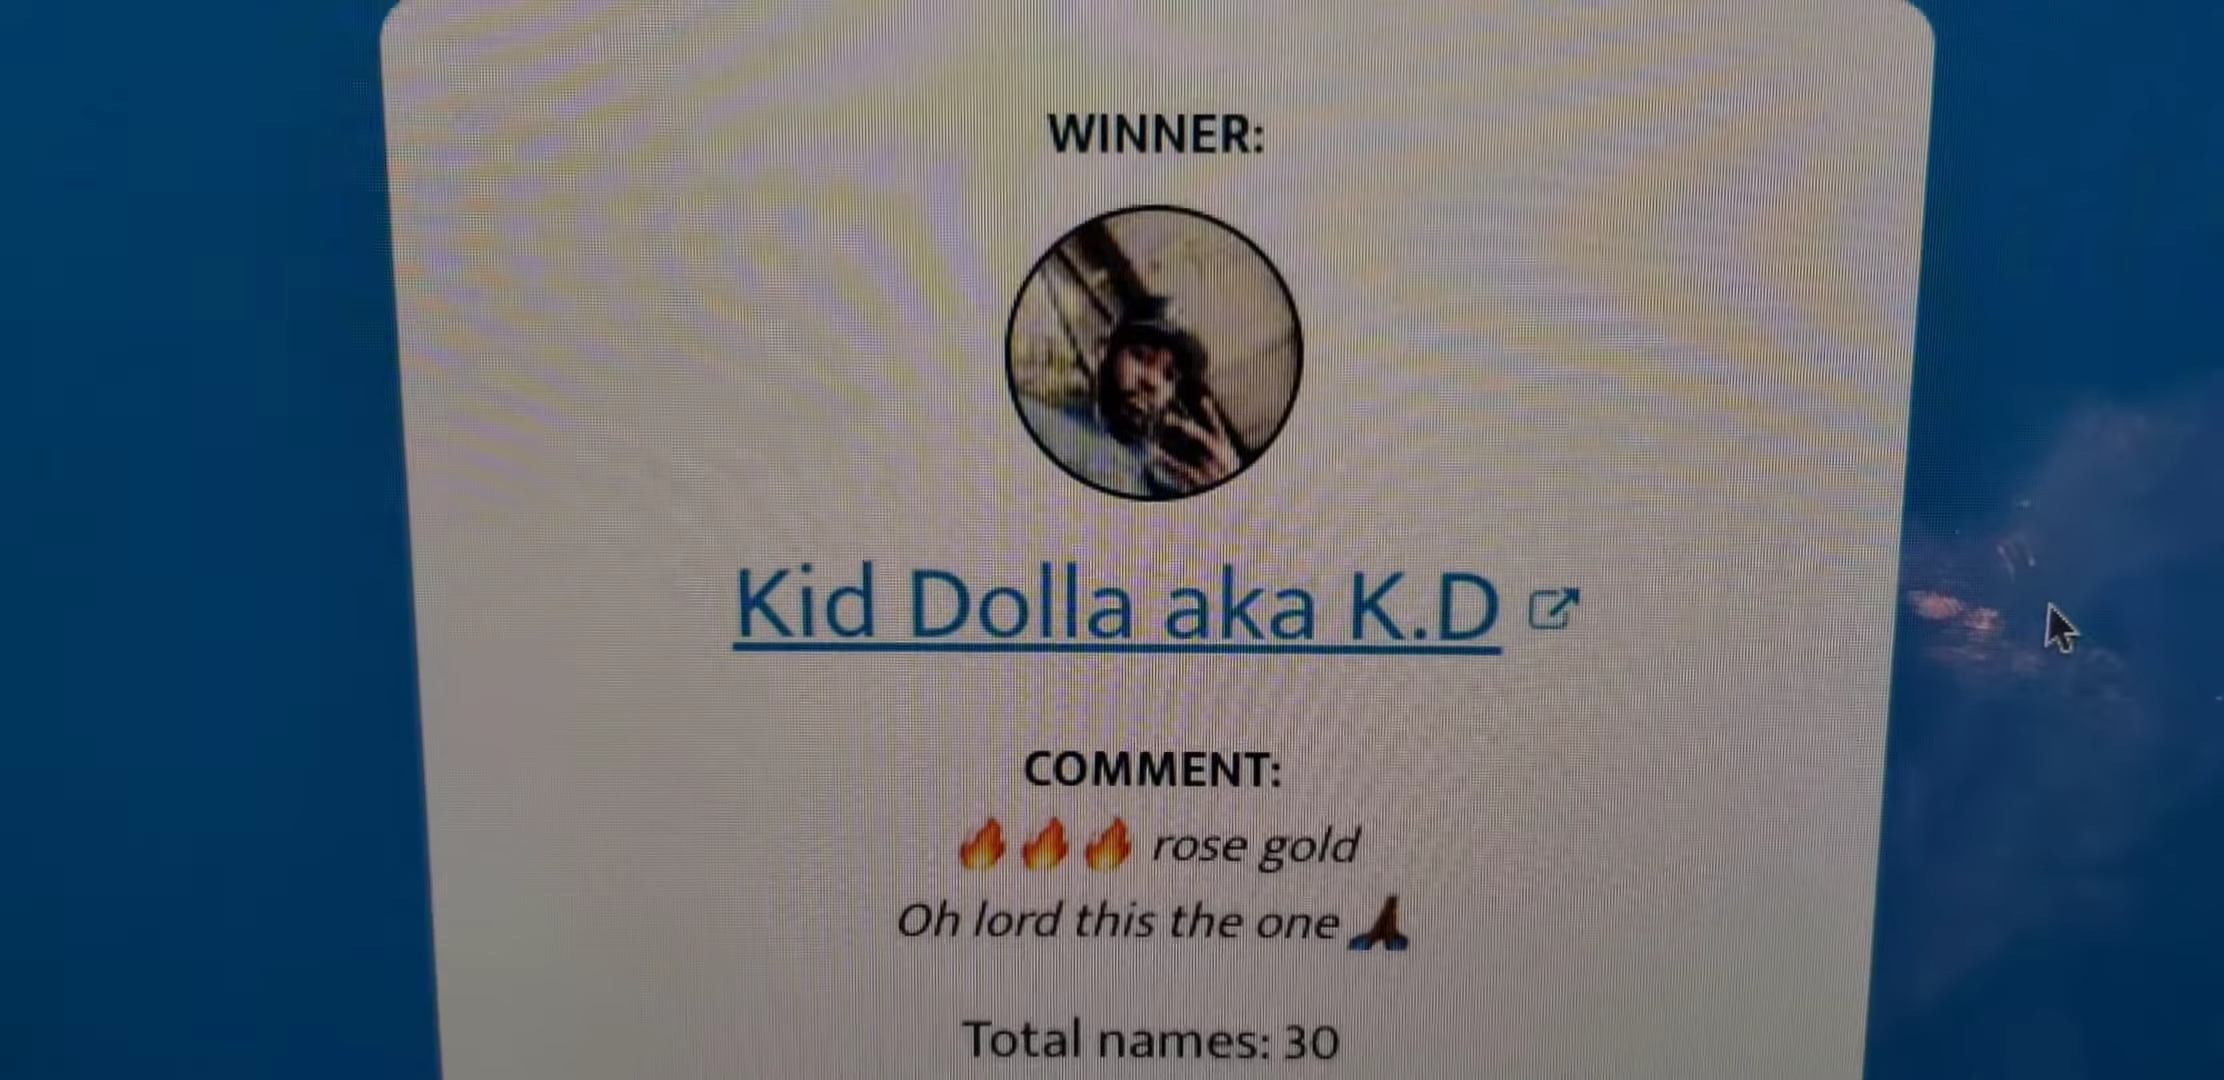 WINNER:
Kid Dolla aka K.D
COMMENT:
🔥🔥🔥 rose gold
Oh lord this the one 🙏🏿
Total names: 30